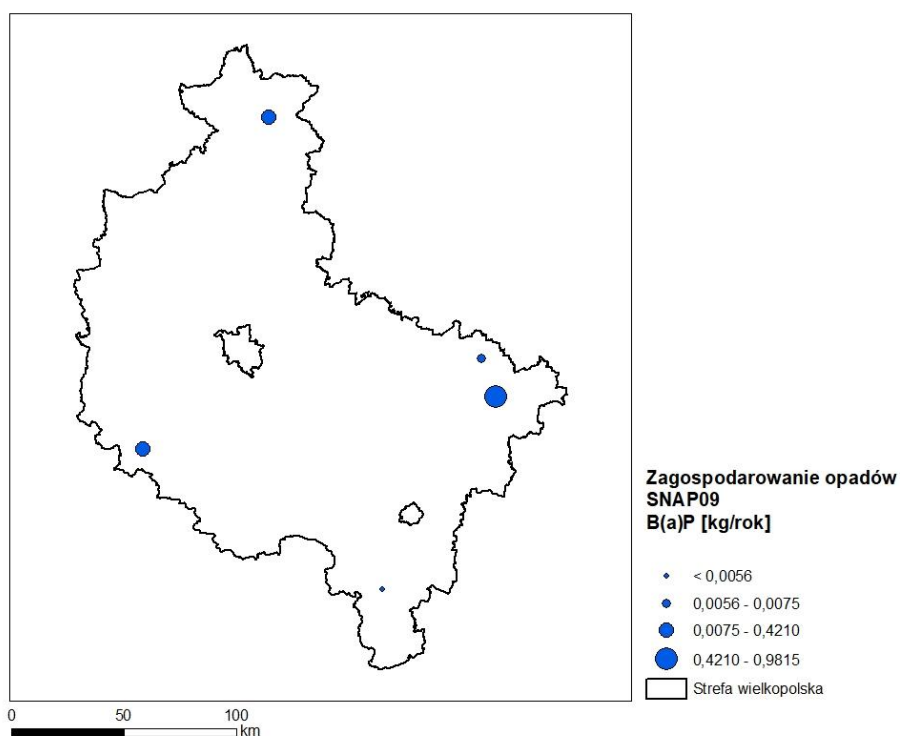 Zagospodarowanie opadów
SNAP09
B(a)P [kg/rok]
< 0,0056
0,0056 - 0,0075
0,0075 - 0,4210
0,4210 - 0,9815
Strefa wielkopolska
0 50 100
km